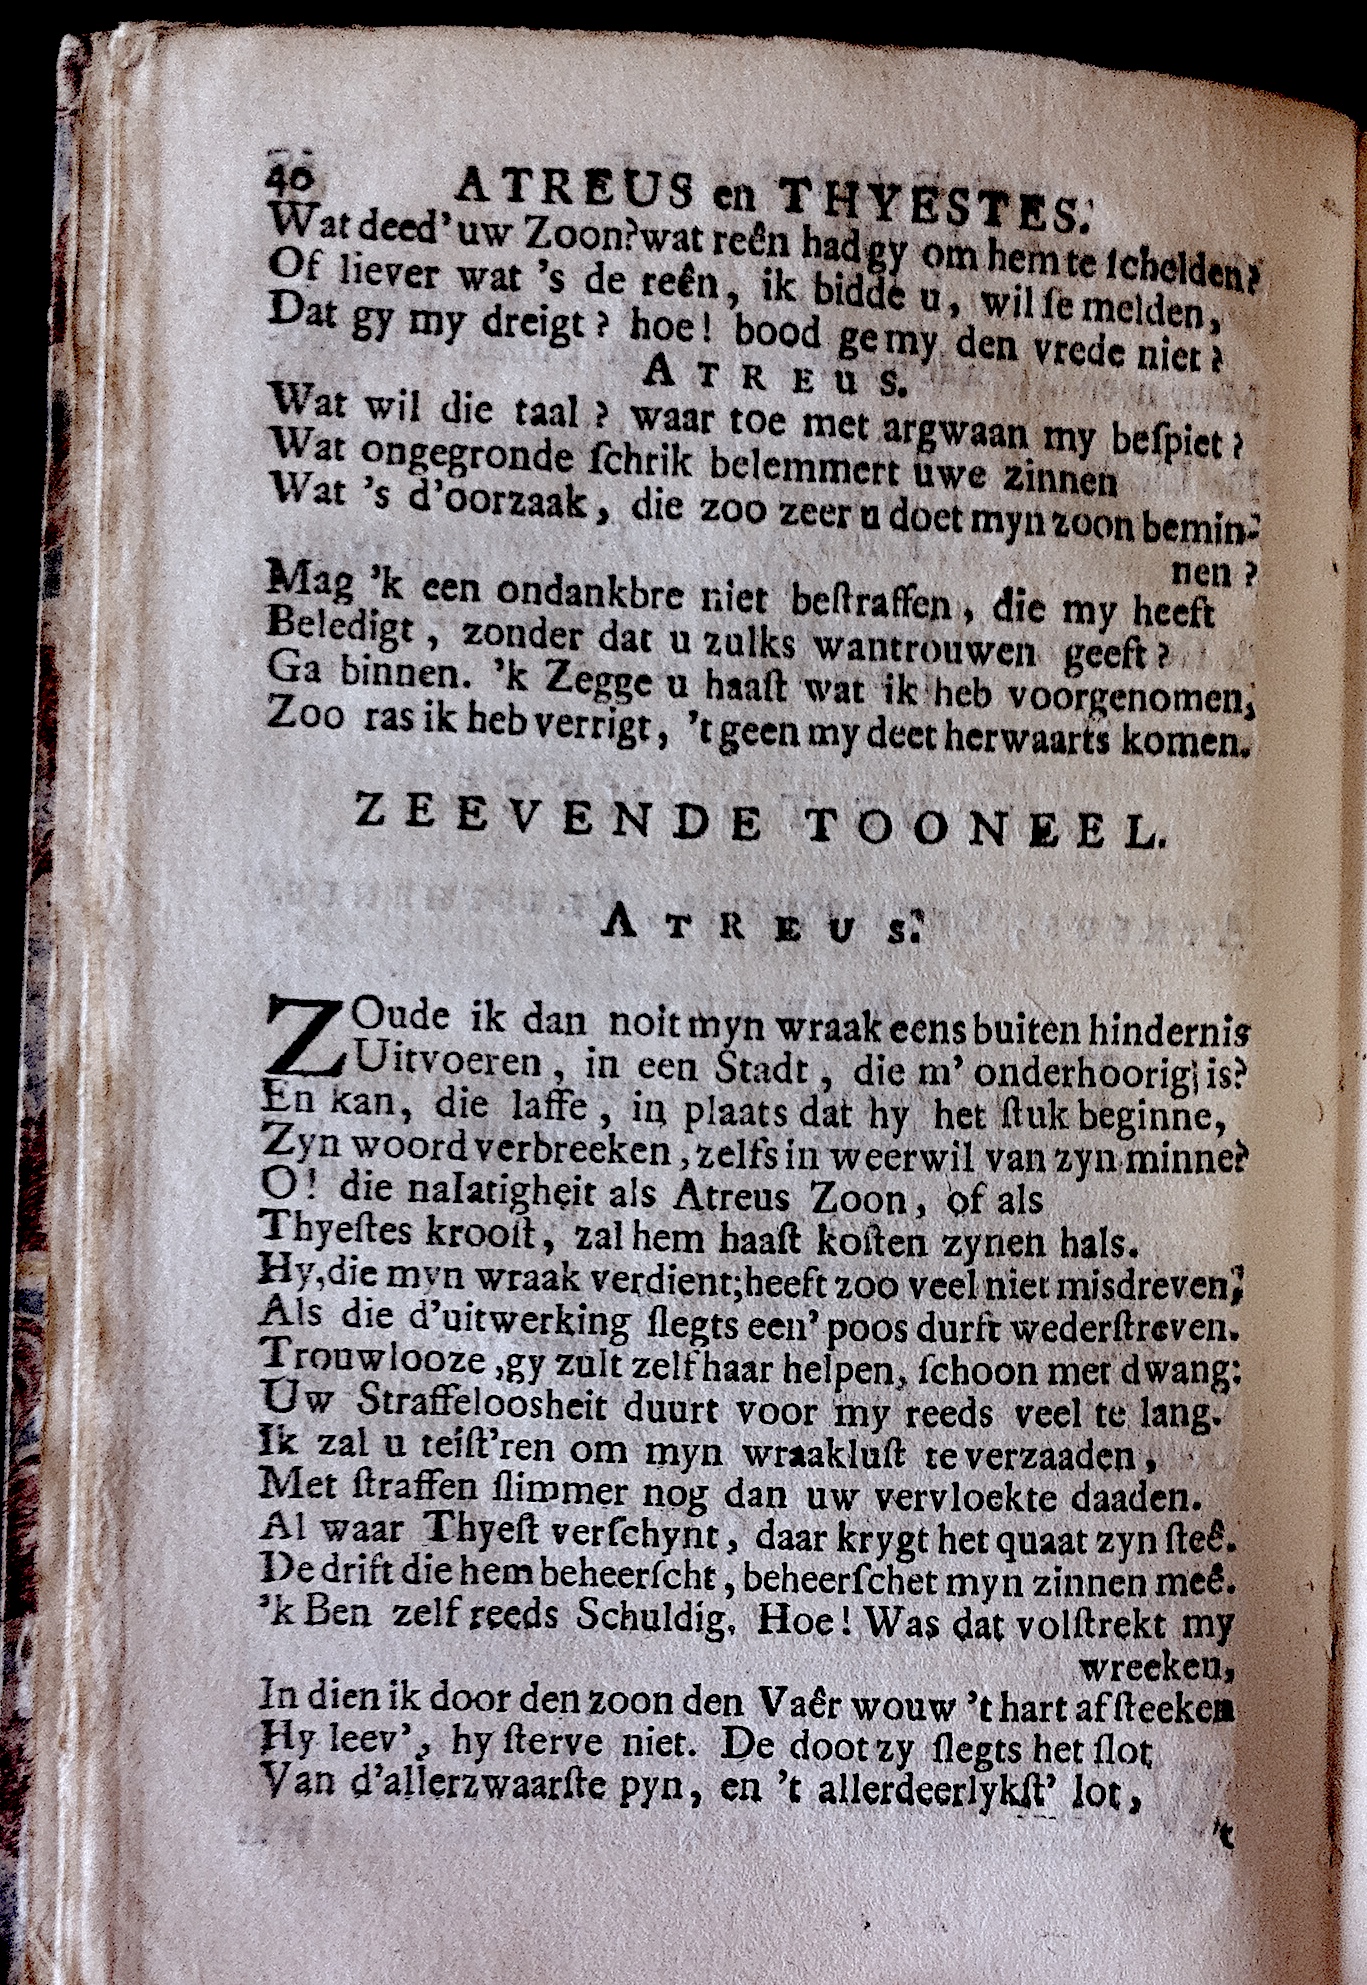 40 ATREUS en THYESTES.
Wat deed' uw Zoon? wat reên had gy om hem te ſchelden?
Of liever wat 's de reên, ik bidde u, wil ſe melden,
Dat gy my dreigt? hoe! bood ge my den vrede niet?
ATREUS.
Wat wil die taal? waar toe met argwaan my beſpiet?
Wat ongegronde ſchrik belemmert uwe zinnen
Wat 's d'oorzaak, die zoo zeer u doet myn zoon bemin-
nen?
Mag 'k een ondankbre niet beſtraffen, die my heeft
Beledigt, zonder dat u zulks wantrouwen geeft?
Ga binnen. 'k Zegge u haaſt wat ik heb voorgenomen,
Zoo ras ik heb verrigt, 't geen my deet herwaarts komen.
ZEEVENDE TOONEEL.
ATREUS.
ZOude ik dan noit myn wraak eens buiten hindernis
Uitvoeren, in een Stadt, die m' onderhoorig is?
En kan, die laffe, in plaats dat hy het ſtuk beginne,
Zyn woord verbreeken, zelfs in weerwil van zyn minne?
O! die nalatigheit als Atreus Zoon, of als
Thyeſtes krooſt, zal hem haaſt koſten zynen hals.
Hy, die myn wraak verdient; heeft zoo veel niet misdreven,
Als die d'uitwerking ſlegts een' poos durft wederſtreven.
Trouwlooze, gy zult zelf haar helpen, ſchoon met dwang:
Uw Straffeloosheit duurt voor my reeds veel te lang.
Ik zal u teiſt'ren om myn wraakluſt te verzaaden,
Met ſtraffen ſlimmer nog dan uw vervloekte daaden.
Al waar Thyeſt verſchynt, daar krygt het quaat zyn ſteê.
De drift die hem beheerſcht, beheerſchet myn zinnen meê.
'k Ben zelf reeds Schuldig. Hoe! Was dat volſtrekt my
wreeken,
In dien ik door den zoon den Vaêr wouw 't hart afſteeken
Hy leev', hy ſterve niet. De doot zy ſlegts het ſlot
Van d'allerzwaarſte pyn, en 't allerdeerlykſt' lot,
't